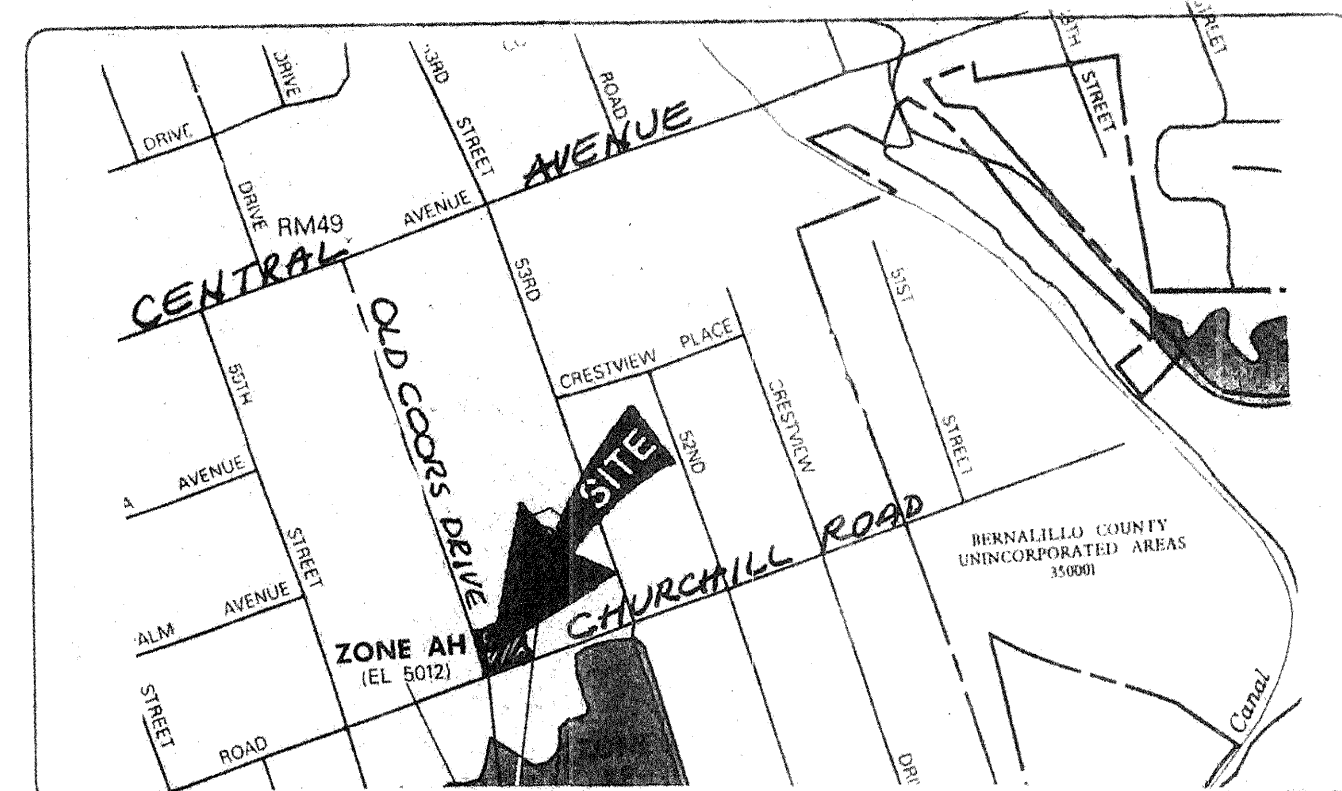 DRIVE
DRIVE
DRIVE
53RD
STREET
ROAD
CENTRAL
AVENUE
AVENUE
RM49
STREET
STREET
53RD
OLD COORS DRIVE
55TH
STREET
AVENUE
AVENUE
STREET
ROAD
CRESTVIEW PLACE
SITE
52ND
CRESTVIEW
51ST
STREET
CHURCHILL ROAD
ZONE AH
(EL 5012)
BERNALILLO COUNTY
UNINCORPORATED AREAS
350001
Canal